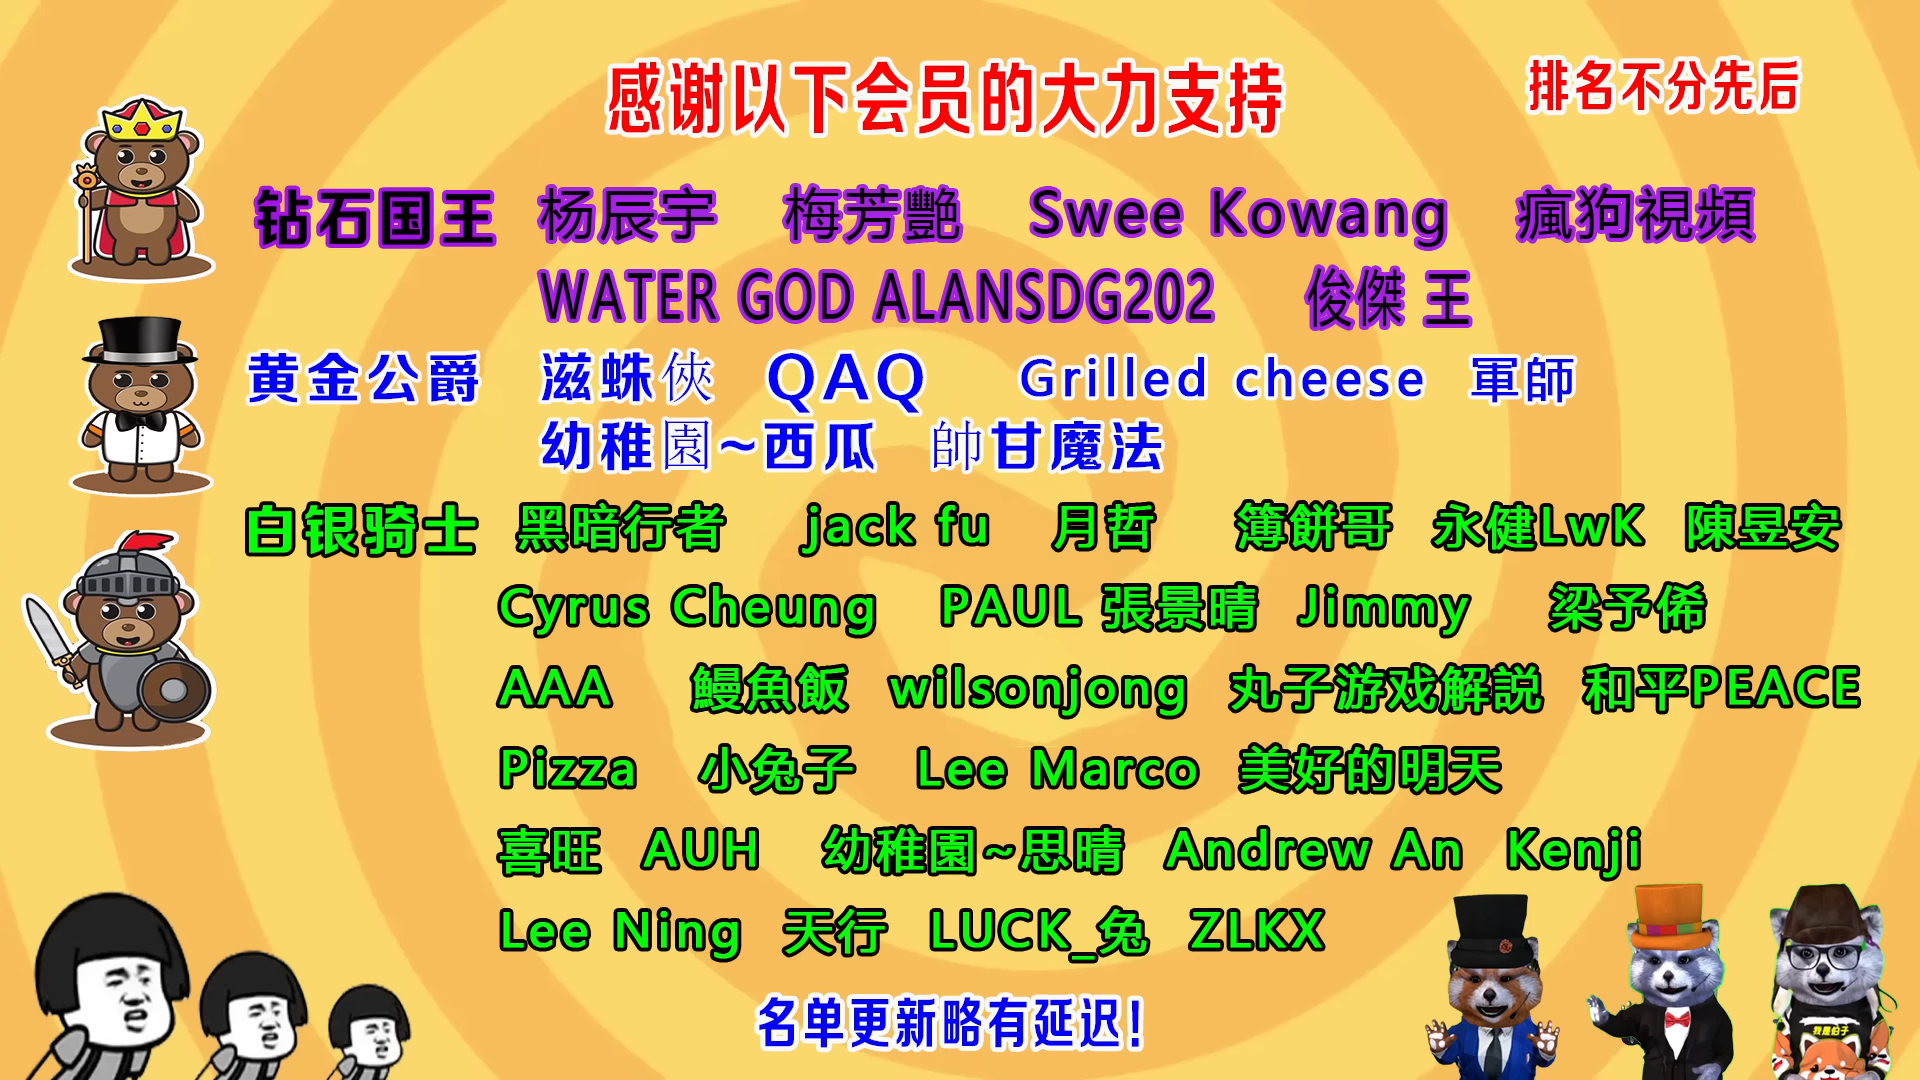 感谢以下会员的大力支持
排名不分先后
钻石国王 杨辰宇 梅芳艷 Swee Kowang 瘋狗視頻
WATER GOD ALANSDG202 俊傑 王
黄金公爵 滋蛛俠 QAQ Grilled cheese 軍師
幼稚園~西瓜 帥甘魔法
白银骑士 黑暗行者 jack fu 月哲 簿餅哥 永健LwK 陳昱安
Cyrus Cheung PAUL 張景晴 Jimmy 梁予俙
AAA 鰻魚飯 wilsonjong 丸子游戏解説 和平PEACE
Pizza 小兔子 Lee Marco 美好的明天
喜旺 AUH 幼稚園~思晴 Andrew An Kenji
Lee Ning 天行 LUCK_兔 ZLKX
名单更新略有延迟!
我是伯子